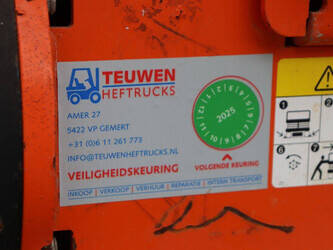 TEUWEN
HEFTRUCKS
AMER 27
5422 VP GEMERT
+31 (0)6 11 261 773
INFO@TEUWENHEFTRUCKS.NL
VEILIGHEIDSKEURING
2025
VOLGENDE KEURING
INKOOP | VERKOOP | VERHUUR | REPARATIE | INTERN TRANSPORT